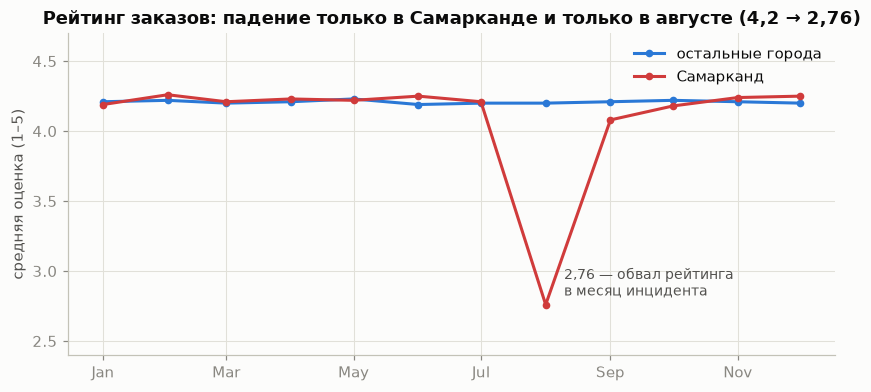 Рейтинг заказов: падение только в Самарканде и только в августе (4,2 → 2,76)
остальные города
Самарканд
средняя оценка (1–5)
4.5
4.0
3.5
3.0
2.5
2,76 — обвал рейтинга
в месяц инцидента
Jan
Mar
May
Jul
Sep
Nov